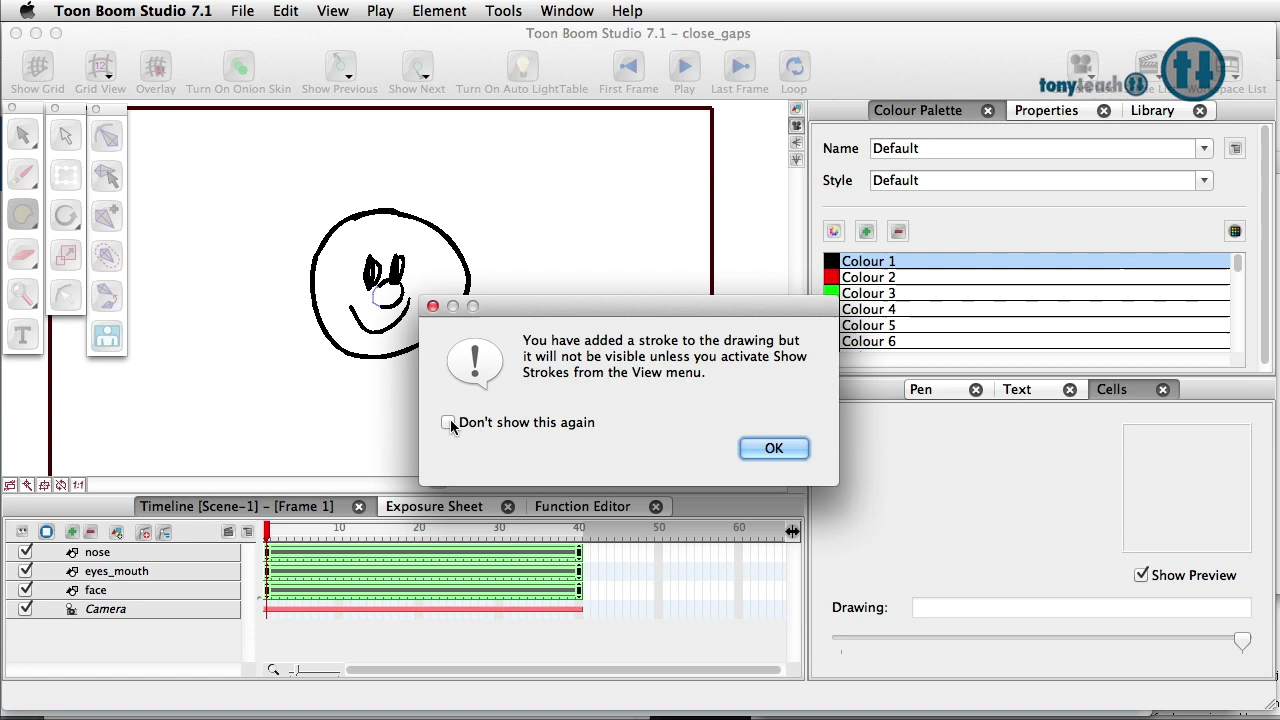 Toon Boom Studio 7.1 File Edit View Play Element Tools Window Help
Toon Boom Studio 7.1 - close_gaps
Show Grid Grid View Overlay Turn On Onion Skin Show Previous Show Next Turn On Auto LightTable First Frame Play Last Frame Loop
12
tonyteach tt
Workspace List
Colour Palette Properties Library
Name Default
Style Default
Colour 1
Colour 2
Colour 3
Colour 4
Colour 5
Colour 6
You have added a stroke to the drawing but
it will not be visible unless you activate Show
Strokes from the View menu.
Don't show this again
OK
T
1:1
Pen Text Cells
Show Preview
Drawing:
Timeline [Scene-1] - [Frame 1] Exposure Sheet Function Editor
10 20 30 40 50 60
nose
eyes_mouth
face
Camera